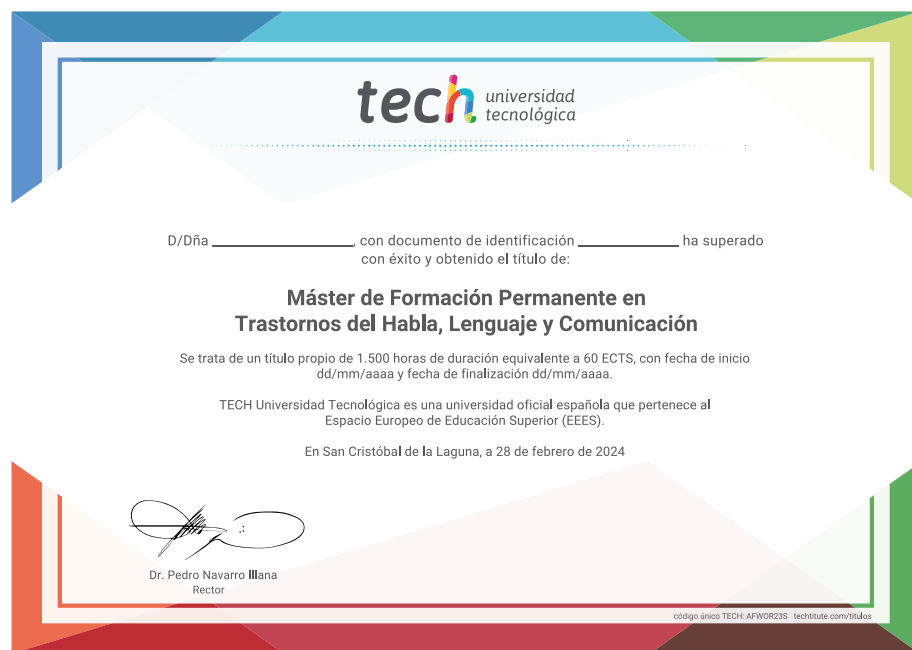 tech universidad
tecnológica
D/Dña ________________, con documento de identificación ____________ ha superado
con éxito y obtenido el título de:
Máster de Formación Permanente en
Trastornos del Habla, Lenguaje y Comunicación
Se trata de un título propio de 1.500 horas de duración equivalente a 60 ECTS, con fecha de inicio
dd/mm/aaaa y fecha de finalización dd/mm/aaaa.
TECH Universidad Tecnológica es una universidad oficial española que pertenece al
Espacio Europeo de Educación Superior (EEES).
En San Cristóbal de la Laguna, a 28 de febrero de 2024
Dr. Pedro Navarro Illana
Rector
código único TECH: AFWOR23S techtitute.com/titulos